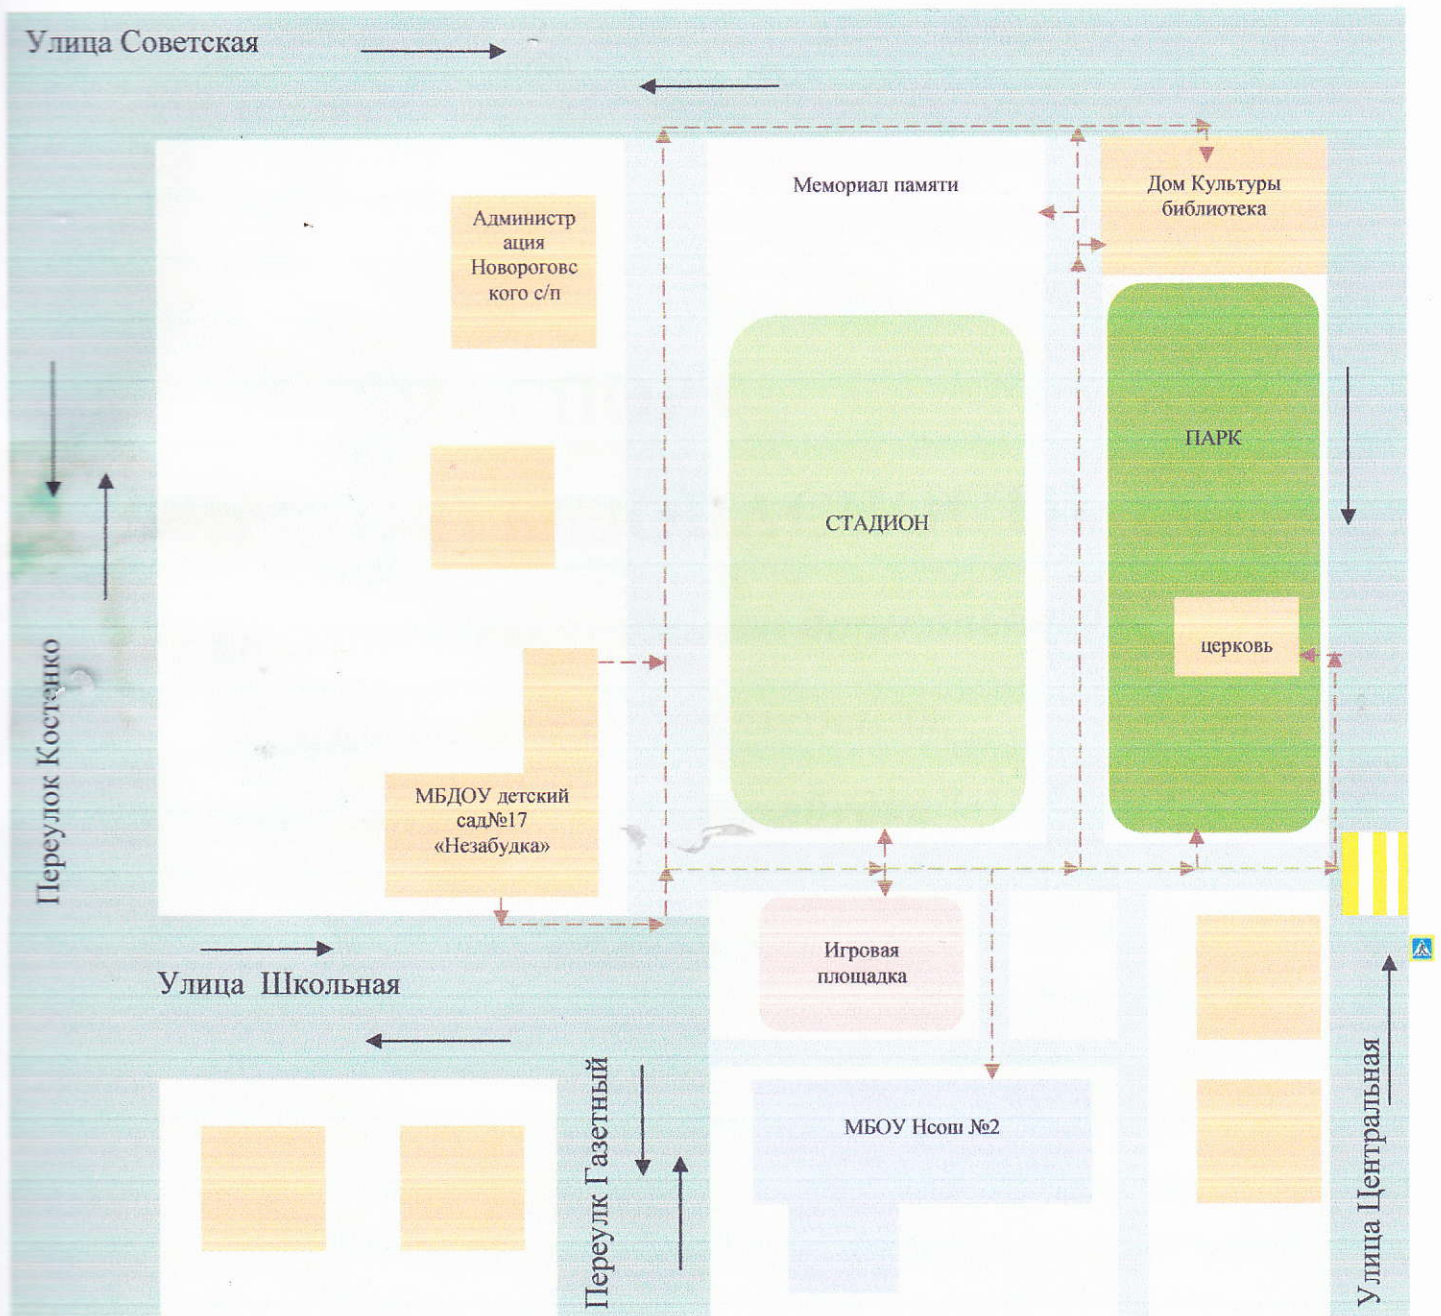 Улица Советская
Мемориал памяти
Дом Культуры
библиотека
Администр
ация
Новороговс
кого с/п
ПАРК
СТАДИОН
церковь
Переулок Костенко
МБДОУ детский
сад№17
«Незабудка»
Игровая
площадка
Улица Школьная
Переулк Газетный
МБОУ Нсош №2
Улица Центральная